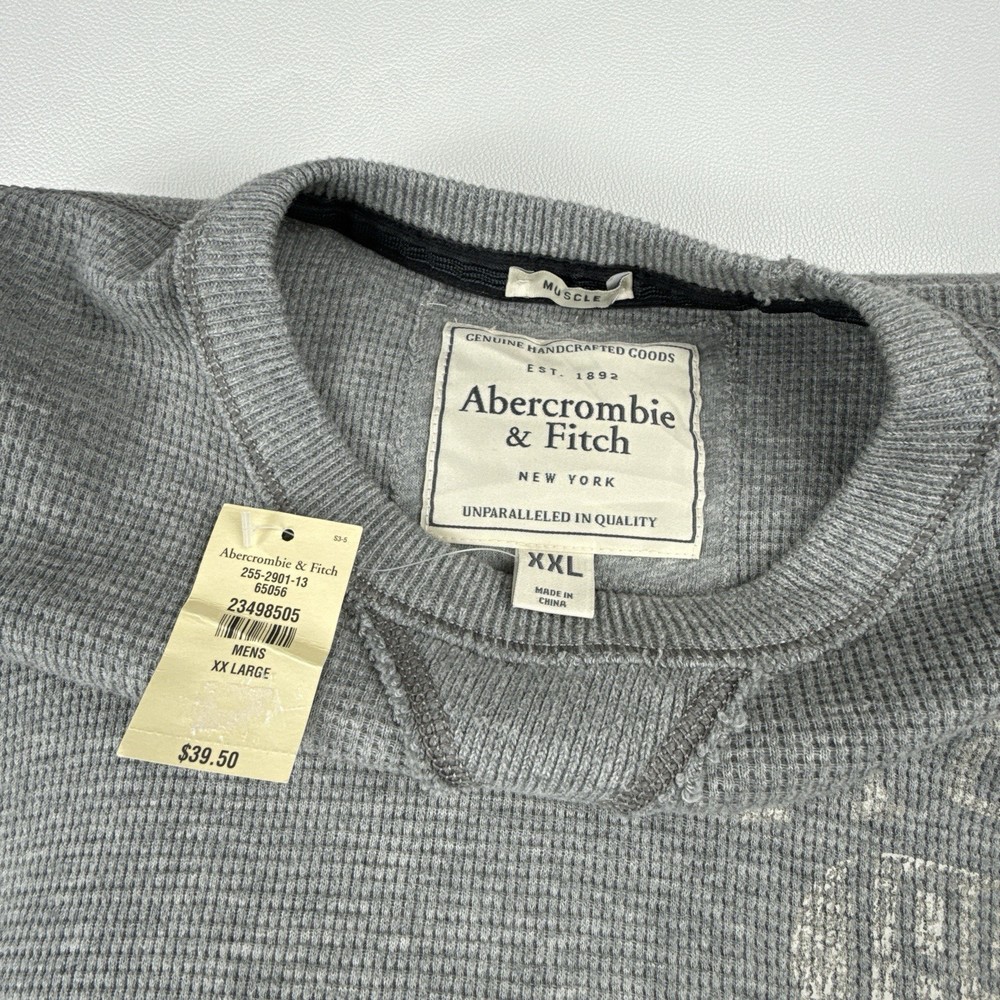 MUSCLE
GENUINE HANDCRAFTED GOODS
EST. 1892
Abercrombie
& Fitch
NEW YORK
UNPARALLELED IN QUALITY
XXL
MADE IN
CHINA
S3-5
Abercrombie & Fitch
255-2901-13
65056
23498505
MENS
XX LARGE
$39.50